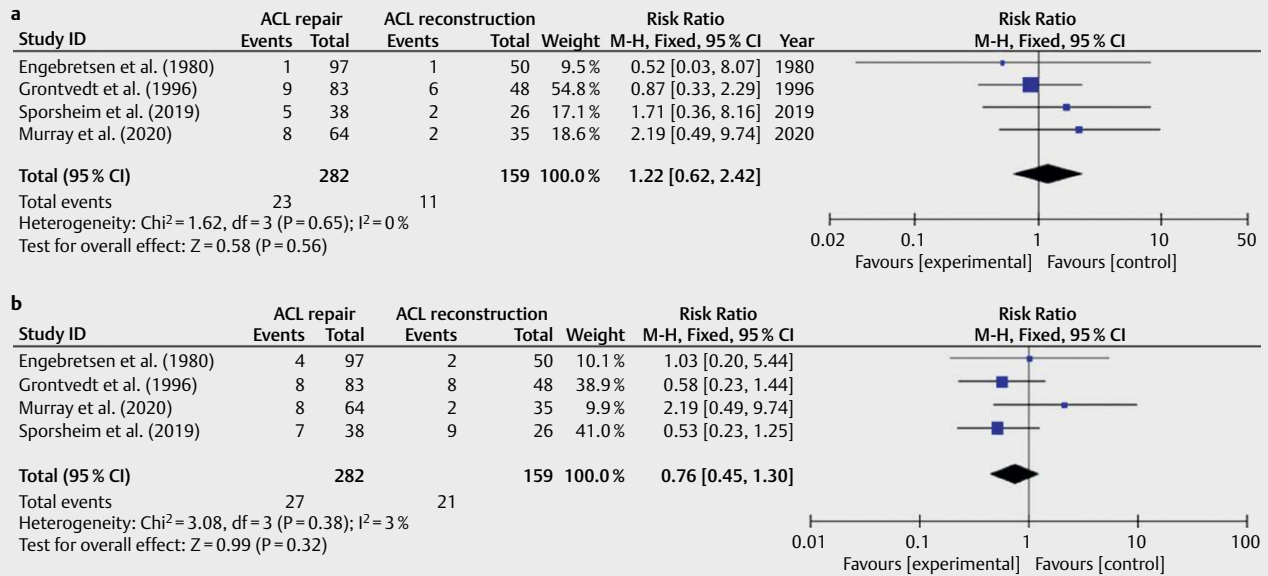 a
ACL repair ACL reconstruction Risk Ratio Risk Ratio
Study ID Events Total Events Total Weight M-H, Fixed, 95 % CI Year M-H, Fixed, 95 % CI
Engebretsen et al. (1980) 1 97 1 50 9.5 % 0.52 [0.03, 8.07] 1980
Grontvedt et al. (1996) 9 83 6 48 54.8 % 0.87 [0.33, 2.29] 1996
Sporsheim et al. (2019) 5 38 2 26 17.1 % 1.71 [0.36, 8.16] 2019
Murray et al. (2020) 8 64 2 35 18.6 % 2.19 [0.49, 9.74] 2020
Total (95 % CI) 282 159 100.0 % 1.22 [0.62, 2.42]
Total events 23 11
Heterogeneity: Chi² = 1.62, df = 3 (P = 0.65); I² = 0 %
Test for overall effect: Z = 0.58 (P = 0.56)
0.02 0.1 1 10 50
Favours [experimental] Favours [control]
b
ACL repair ACL reconstruction Risk Ratio Risk Ratio
Study ID Events Total Events Total Weight M-H, Fixed, 95 % CI M-H, Fixed, 95 % CI
Engebretsen et al. (1980) 4 97 2 50 10.1 % 1.03 [0.20, 5.44]
Grontvedt et al. (1996) 8 83 8 48 38.9 % 0.58 [0.23, 1.44]
Murray et al. (2020) 8 64 2 35 9.9 % 2.19 [0.49, 9.74]
Sporsheim et al. (2019) 7 38 9 26 41.0 % 0.53 [0.23, 1.25]
Total (95 % CI) 282 159 100.0 % 0.76 [0.45, 1.30]
Total events 27 21
Heterogeneity: Chi² = 3.08, df = 3 (P = 0.38); I² = 3 %
Test for overall effect: Z = 0.99 (P = 0.32)
0.01 0.1 1 10 100
Favours [experimental] Favours [control]